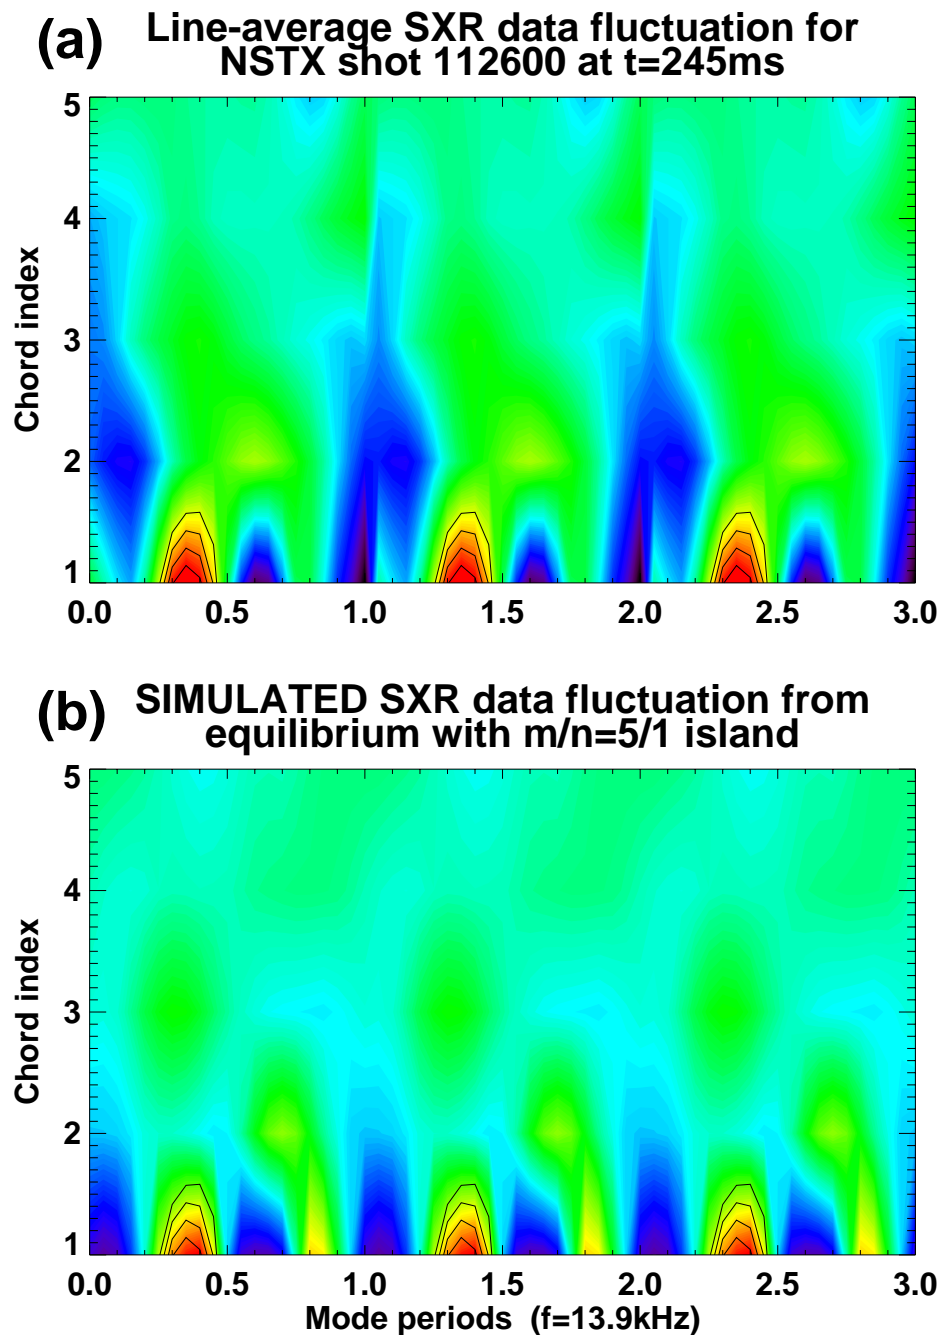 (a) Line-average SXR data fluctuation for
NSTX shot 112600 at t=245ms
5
4
3
2
1
Chord index
0.0 0.5 1.0 1.5 2.0 2.5 3.0
(b) SIMULATED SXR data fluctuation from
equilibrium with m/n=5/1 island
5
4
3
2
1
Chord index
0.0 0.5 1.0 1.5 2.0 2.5 3.0
Mode periods (f=13.9kHz)